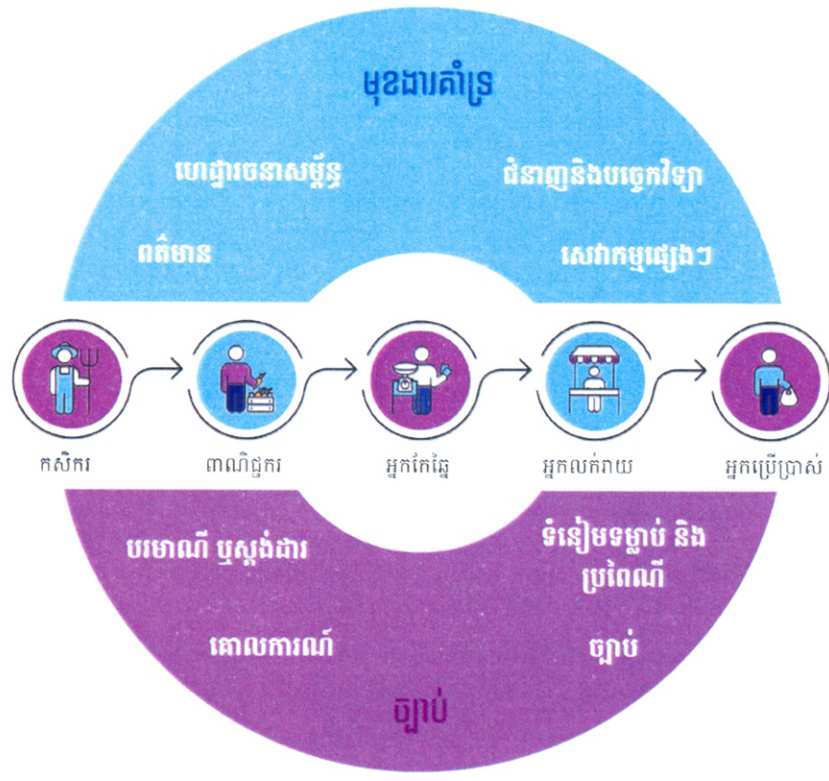 មុខងារគាំទ្រ
ហេដ្ឋារចនាសម្ព័ន្ធ
ជំនាញនិងបច្ចេកវិទ្យា
ពត៌មាន
សេវាកម្មផ្សេងៗ
កសិករ
ពាណិជ្ជករ
អ្នកកែឆ្នៃ
អ្នកលក់រាយ
អ្នកប្រើប្រាស់
បរមាណី ឬស្តង់ដារ
ទំនៀមទម្លាប់ និង
ប្រពៃណី
គោលការណ៍
ច្បាប់
ច្បាប់